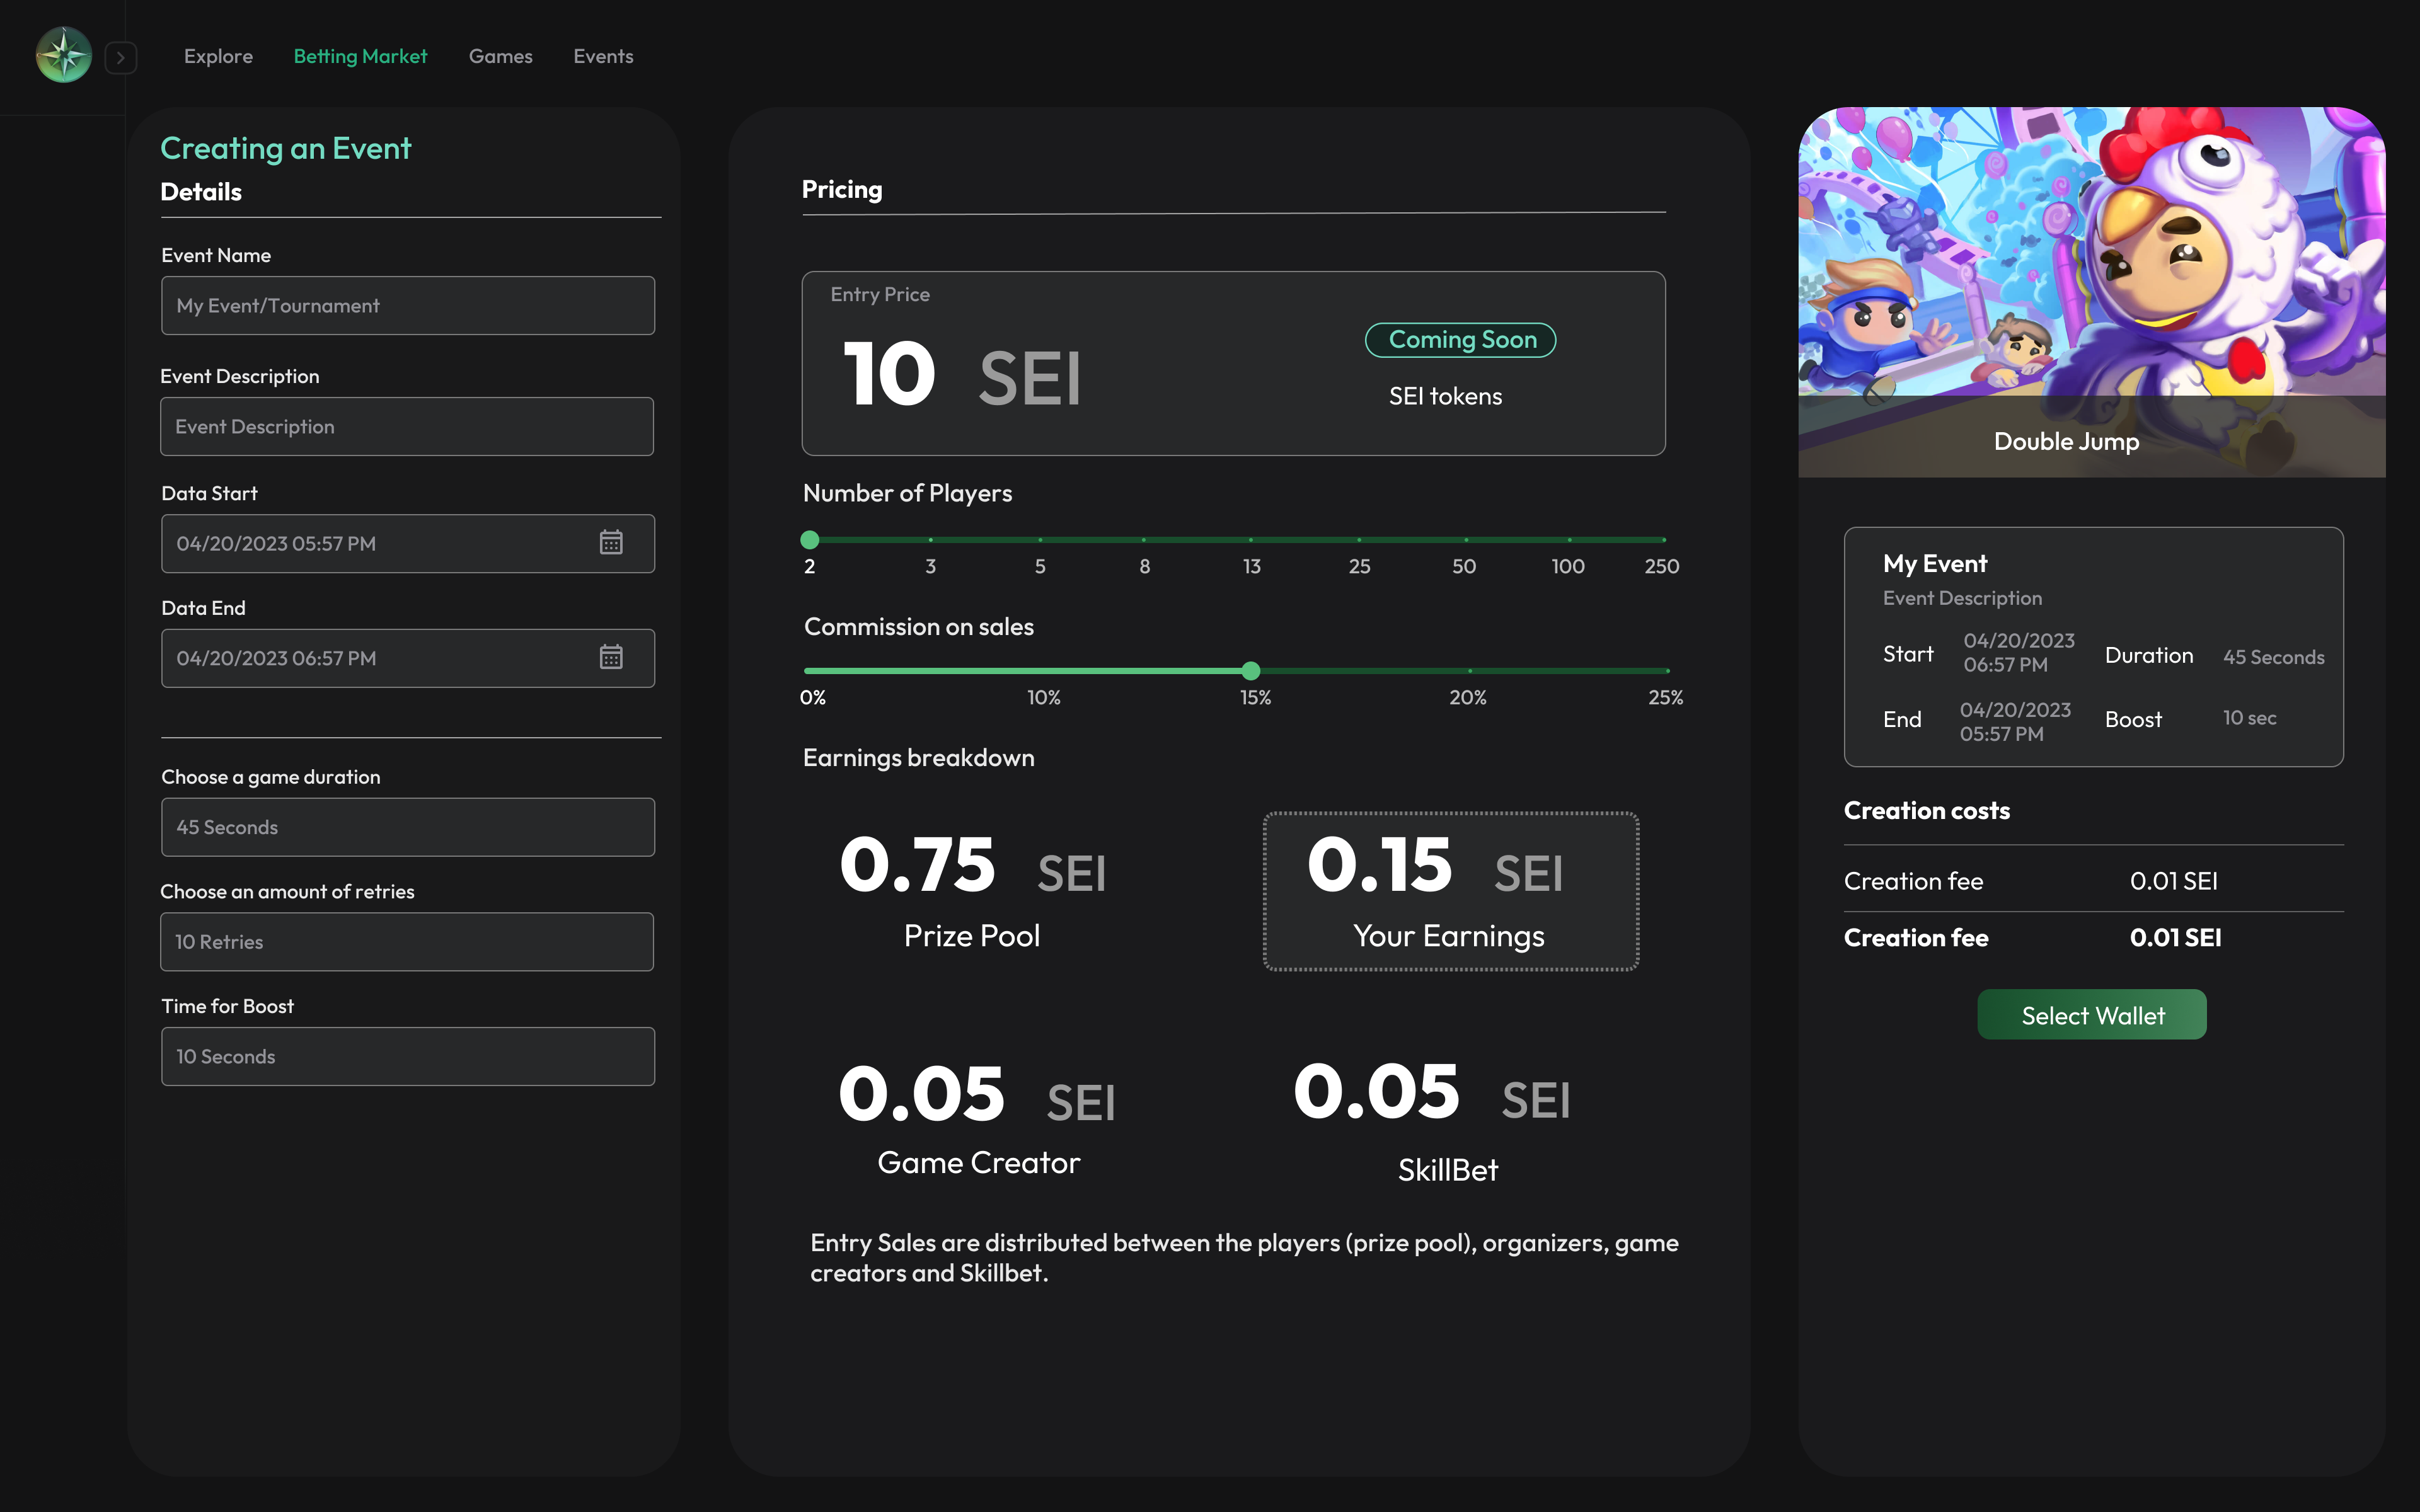 Explore
Betting Market
Games
Events
Creating an Event
Details
Event Name
My Event/Tournament
Event Description
Event Description
Data Start
04/20/2023 05:57 PM
Data End
04/20/2023 06:57 PM
Choose a game duration
45 Seconds
Choose an amount of retries
10 Retries
Time for Boost
10 Seconds
Pricing
Entry Price
10 SEI
Coming Soon
SEI tokens
Number of Players
2 3 5 8 13 25 50 100 250
Commission on sales
0% 10% 15% 20% 25%
Earnings breakdown
0.75 SEI
Prize Pool
0.15 SEI
Your Earnings
0.05 SEI
Game Creator
0.05 SEI
SkillBet
Entry Sales are distributed between the players (prize pool), organizers, game
creators and Skillbet.
Double Jump
My Event
Event Description
Start
04/20/2023
06:57 PM
Duration
45 Seconds
End
04/20/2023
05:57 PM
Boost
10 sec
Creation costs
Creation fee 0.01 SEI
Creation fee 0.01 SEI
Select Wallet